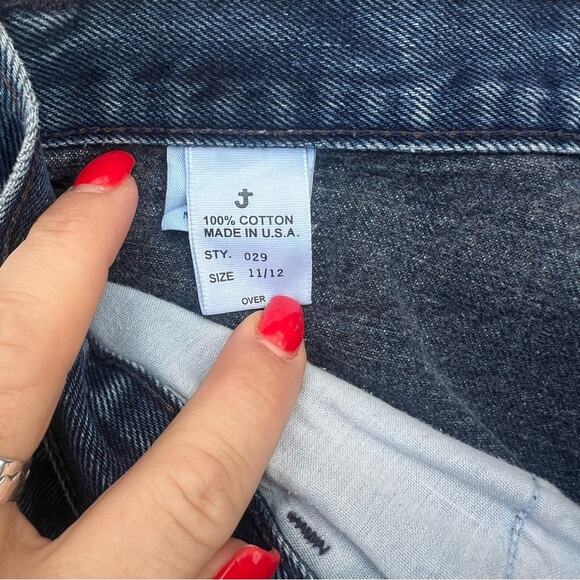 J
100% COTTON
MADE IN U.S.A.
STY. 029
SIZE 11/12
OVER